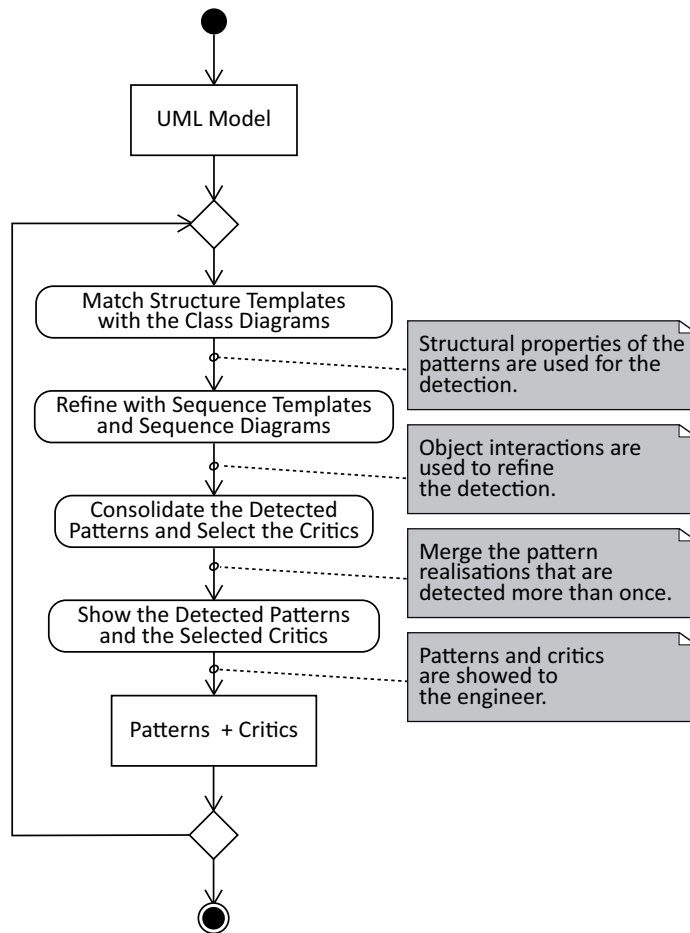 UML Model
Match Structure Templates
with the Class Diagrams
Structural properties of the
patterns are used for the
detection.
Refine with Sequence Templates
and Sequence Diagrams
Object interactions are
used to refine
the detection.
Consolidate the Detected
Patterns and Select the Critics
Merge the pattern
realisations that are
detected more than once.
Show the Detected Patterns
and the Selected Critics
Patterns and critics
are showed to
the engineer.
Patterns + Critics